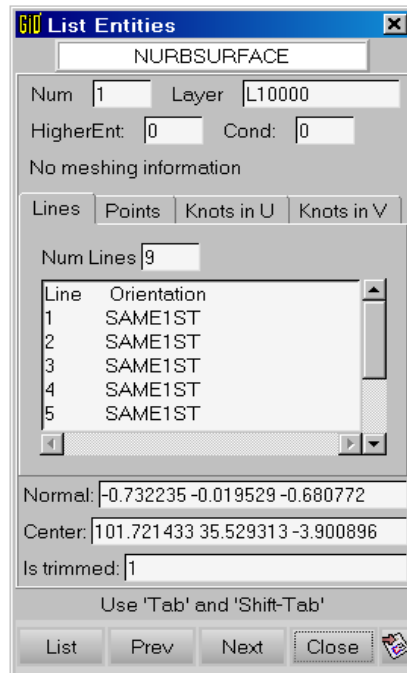 GiD List Entities
NURBSURFACE
Num 1 Layer L10000
HigherEnt: 0 Cond: 0
No meshing information
Lines Points Knots in U Knots in V
Num Lines 9
Line Orientation
1 SAME1ST
2 SAME1ST
3 SAME1ST
4 SAME1ST
5 SAME1ST
Normal: -0.732235 -0.019529 -0.680772
Center: 101.721433 35.529313 -3.900896
Is trimmed: 1
Use 'Tab' and 'Shift-Tab'
List Prev Next Close